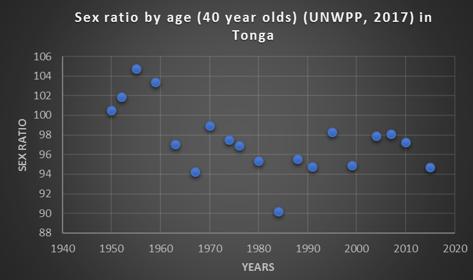 Sex ratio by age (40 year olds) (UNWPP, 2017) in
Tonga
106
104
102
100
98
96
94
92
90
88
SEX RATIO
1940 1950 1960 1970 1980 1990 2000 2010 2020
YEARS